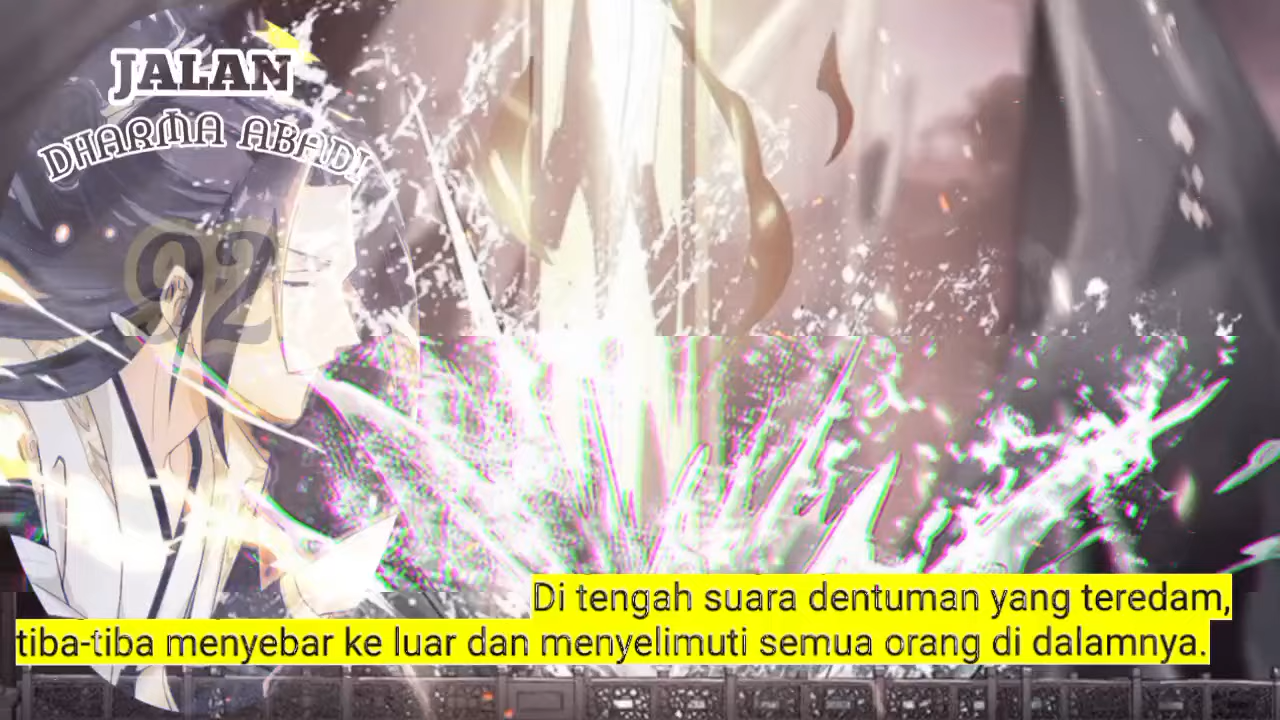 JALAN
DHARMA ABADI
92
Di tengah suara dentuman yang teredam,
tiba-tiba menyebar ke luar dan menyelimuti semua orang di dalamnya.